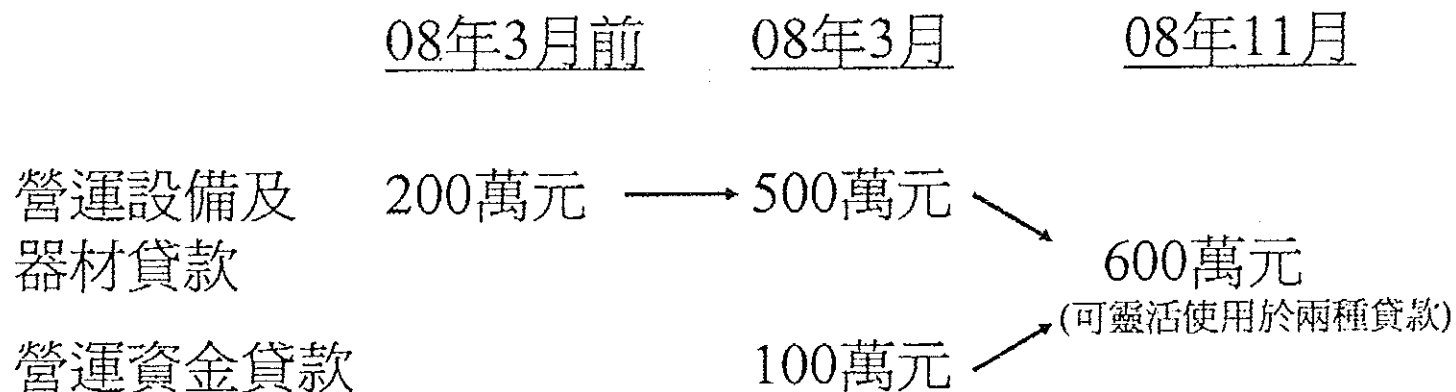 08年3月前 08年3月 08年11月
營運設備及 200萬元 500萬元
器材貸款
600萬元
(可靈活使用於兩種貸款)
營運資金貸款 100萬元